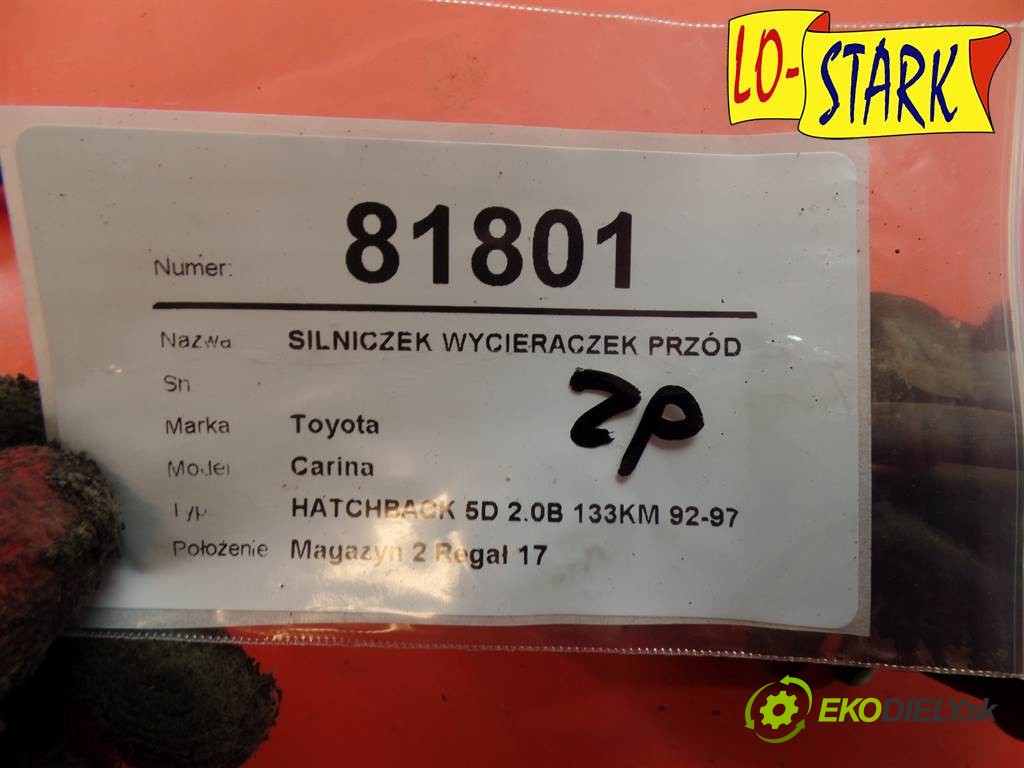 LO-STARK
Numer: 81801
Nazwa SILNICZEK WYCIERACZEK PRZÓD
Sn
ZP
Marka Toyota
Model Carina
Typ HATCHBACK 5D 2.0B 133KM 92-97
Położenie Magazyn 2 Regał 17
EKODIELY.sk